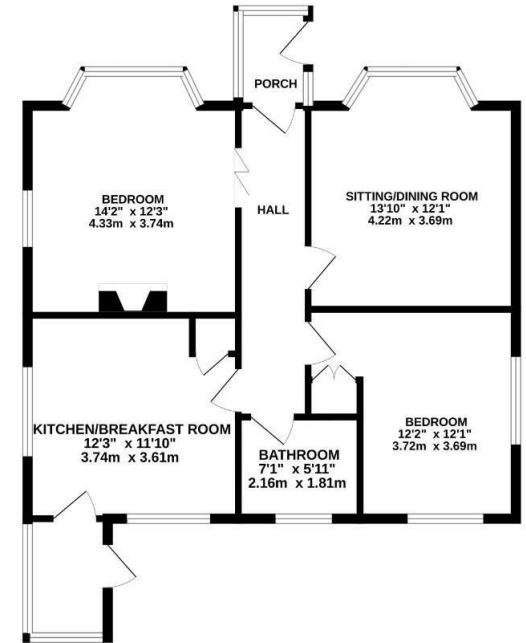 PORCH
BEDROOM
14'2" x 12'3"
4.33m x 3.74m
HALL
SITTING/DINING ROOM
13'10" x 12'1"
4.22m x 3.69m
KITCHEN/BREAKFAST ROOM
12'3" x 11'10"
3.74m x 3.61m
BATHROOM
7'1" x 5'11"
2.16m x 1.81m
BEDROOM
12'2" x 12'1"
3.72m x 3.69m